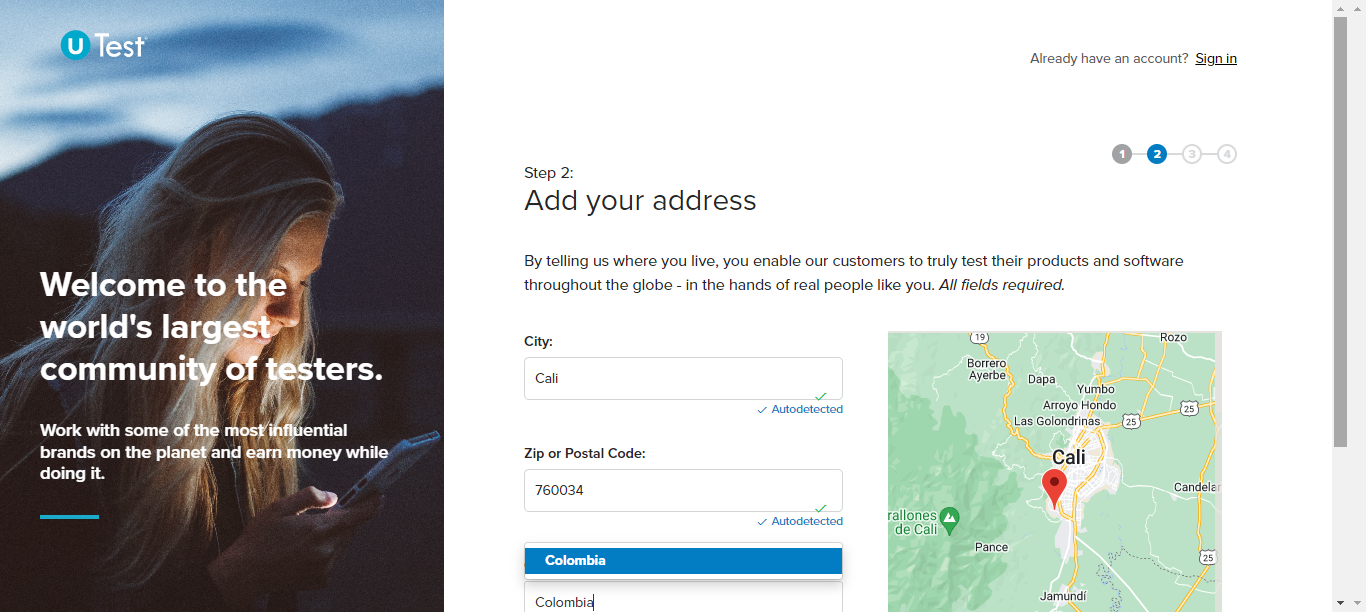 U Test
Already have an account? Sign in
1 2 3 4
Step 2:
Add your address
By telling us where you live, you enable our customers to truly test their products and software
throughout the globe - in the hands of real people like you. All fields required.
Welcome to the
world's largest
community of testers.
Work with some of the most influential
brands on the planet and earn money while
doing it.
City:
Cali
Autodetected
Zip or Postal Code:
760034
Autodetected
Colombia
Colombia
19
Rozo
Borrero
Ayerbe
Dapa
Yumbo
Arroyo Hondo
25
Las Golondrinas
25
Cali
Candelar
rallones
de Cali
Pance
25
Jamundí